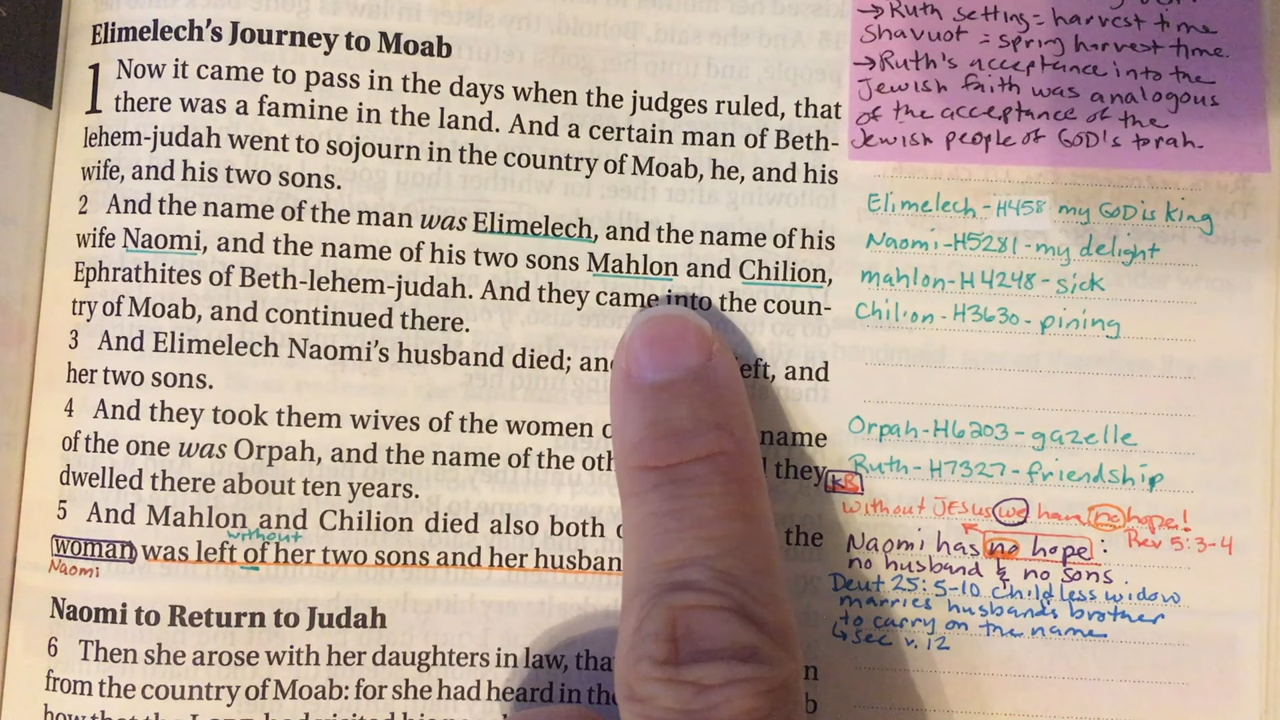 Elimelech's Journey to Moab
1 Now it came to pass in the days when the judges ruled, that
there was a famine in the land. And a certain man of Beth-
lehem-judah went to sojourn in the country of Moab, he, and his
wife, and his two sons.
2 And the name of the man was Elimelech, and the name of his
wife Naomi, and the name of his two sons Mahlon and Chilion,
Ephrathites of Beth-lehem-judah. And they came into the coun-
try of Moab, and continued there.
3 And Elimelech Naomi's husband died; and eft, and
her two sons.
4 And they took them wives of the women name
of the one was Orpah, and the name of the oth they
dwelled there about ten years.
5 And Mahlon and Chilion died also both the
without
woman was left of her two sons and her husban
Naomi
Naomi to Return to Judah
6 Then she arose with her daughters in law, tha n
from the country of Moab: for she had heard in the b
→Ruth setting = harvest time
Shavuot = spring harvest time.
→Ruth's acceptance into the
Jewish faith was analogous
of the acceptance of the
Jewish people of GOD's torah.
Elimelech-H458 my GOD is king
Naomi-H5281-my delight
mahlon-H4248-sick
Chilion-H3630-pining
Orpah-H6203-gazelle
Ruth-H7327-friendship
KR
without JESUS we have no hope!
Rev 5:3-4
Naomi has no hope:
no husband & no sons.
Deut 25:5-10 childless widow
marries husbands brother
to carry on the name
↳see v. 12